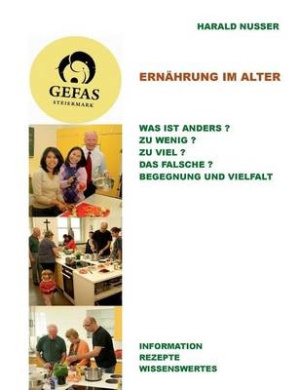 HARALD NUSSER
GEFAS
STEIERMARK
ERNÄHRUNG IM ALTER
WAS IST ANDERS ?
ZU WENIG ?
ZU VIEL ?
DAS FALSCHE ?
BEGEGNUNG UND VIELFALT
INFORMATION
REZEPTE
WISSENSWERTES